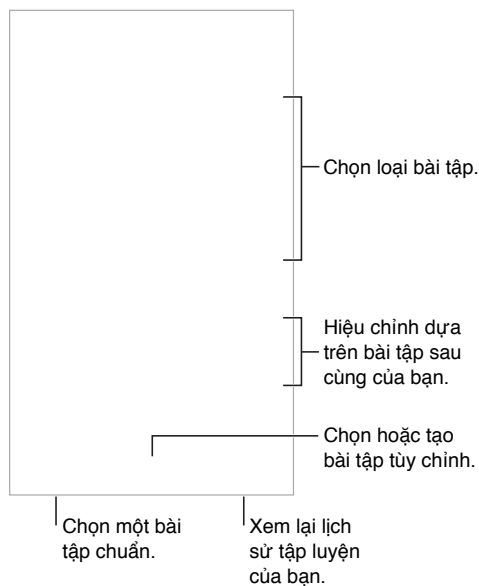 Chọn loại bài tập.
Hiệu chỉnh dựa
trên bài tập sau
cùng của bạn.
Chọn hoặc tạo
bài tập tùy chỉnh.
Chọn một bài
tập chuẩn.
Xem lại lịch
sử tập luyện
của bạn.